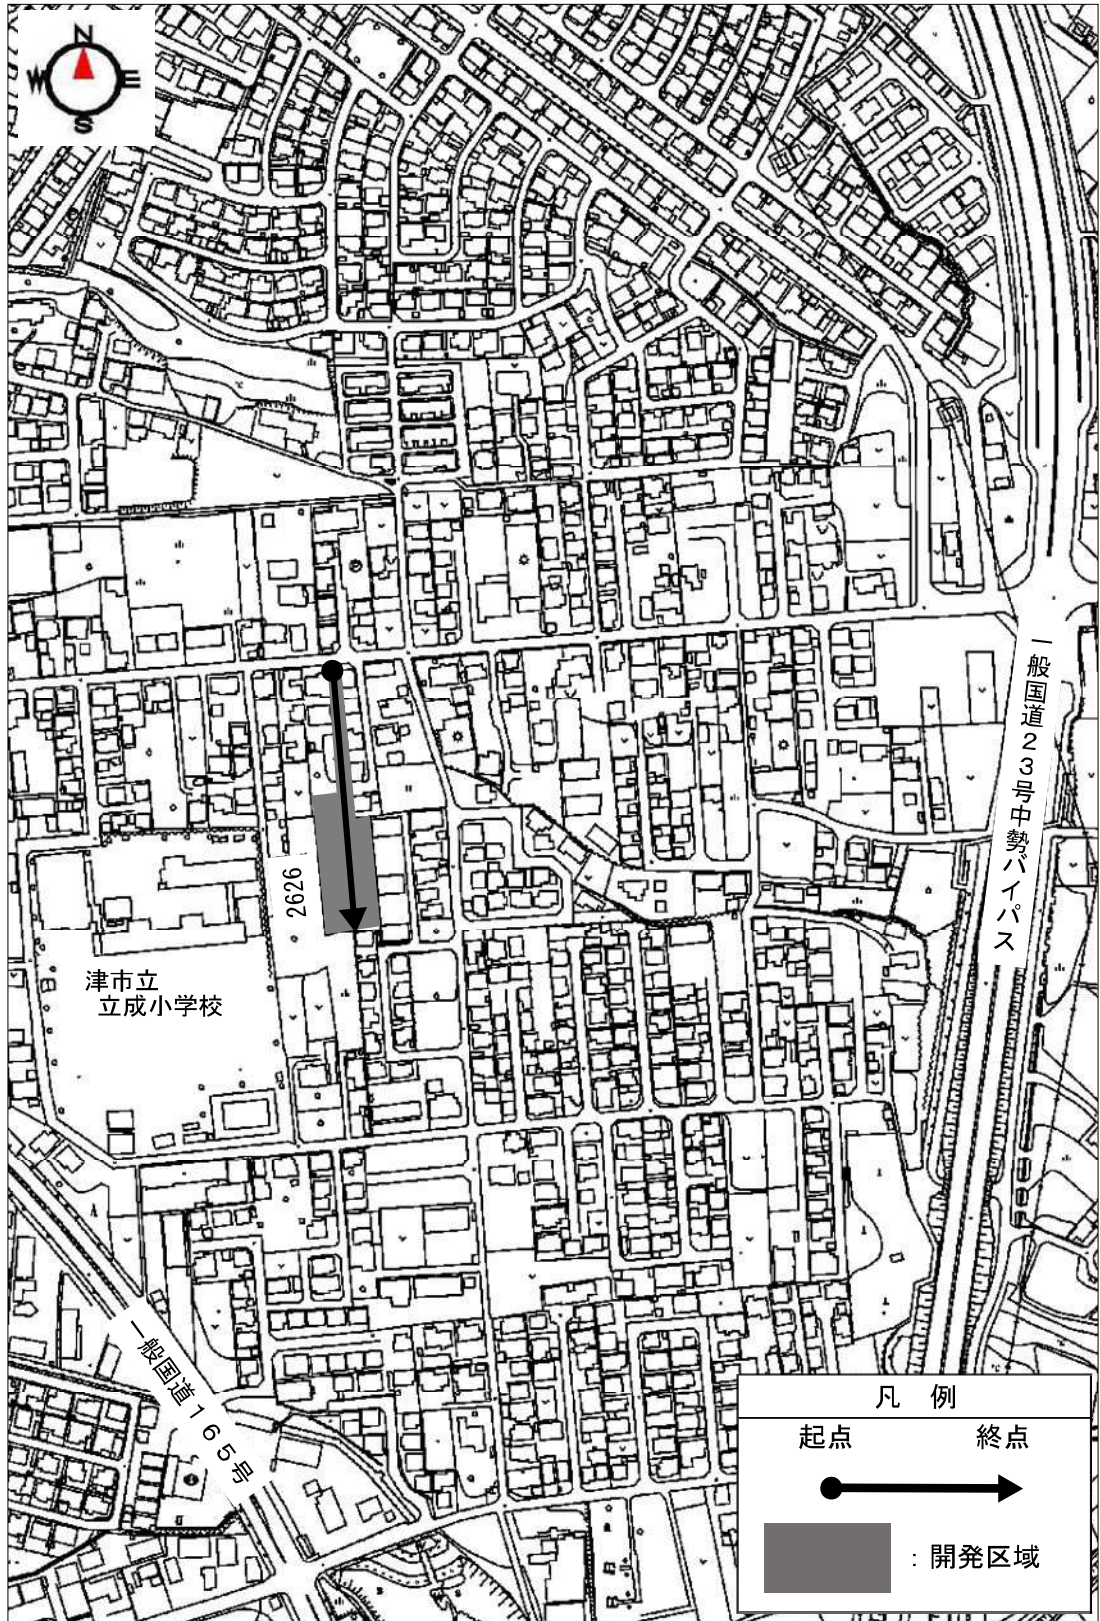 N
W E
S
一般国道23号中勢バイパス
2626
津市立
立成小学校
一般国道165号
凡 例
起点 終点
：開発区域